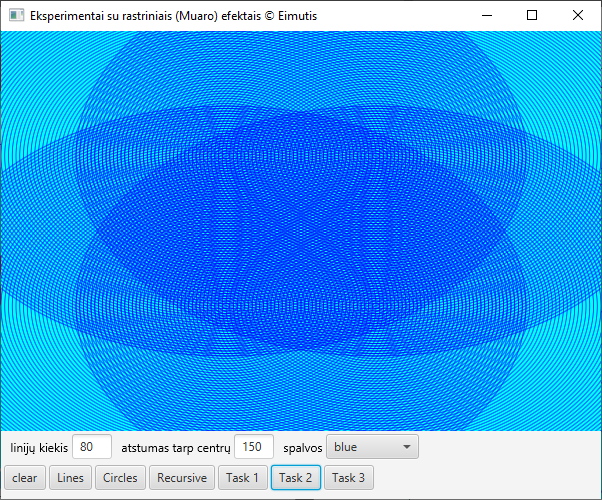 Eksperimentai su rastriniais (Muaro) efektais © Eimutis
linijų kiekis 80 atstumas tarp centrų 150 spalvos blue
clear Lines Circles Recursive Task 1 Task 2 Task 3